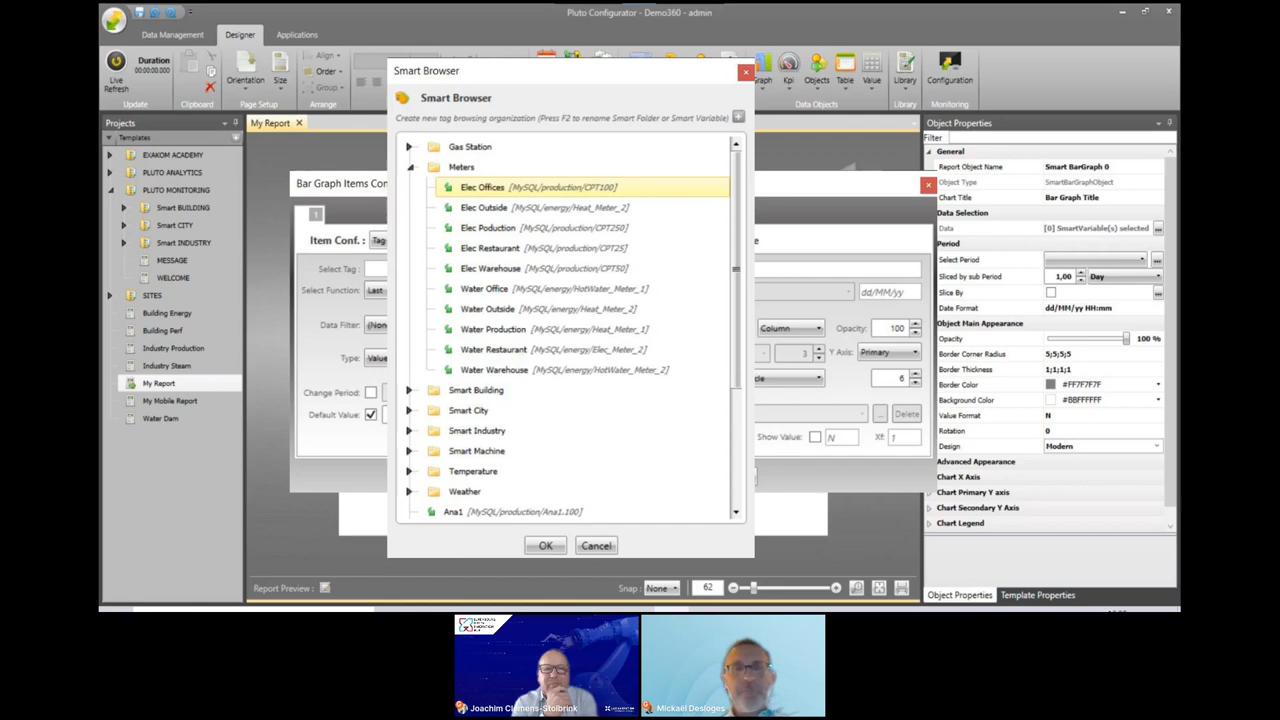 Pluto Configurator - Demo360 - admin
Data Management
Designer
Applications
Live Refresh
Duration
00:00:00.000
Update
Clipboard
Orientation
Size
Page Setup
Align
Order
Group
Arrange
Graph
Kpi
Objects
Table
Value
Data Objects
Library
Library
Configuration
Monitoring
Projects
Templates
EXAKOM ACADEMY
PLUTO ANALYTICS
PLUTO MONITORING
Smart BUILDING
Smart CITY
Smart INDUSTRY
MESSAGE
WELCOME
SITES
Building Energy
Building Perf
Industry Production
Industry Steam
My Report
My Mobile Report
Water Dam
My Report
Bar Graph Items Con
1
Item Conf. : Tag
Select Tag :
Select Function: Last
Data Filter: (Non
Type: Value
Change Period:
Default Value:
Smart Browser
Smart Browser
Create new tag browsing organization (Press F2 to rename Smart Folder or Smart Variable)
Gas Station
Meters
Elec Offices [MySQL/production/CPT100]
Elec Outside [MySQL/energy/Heat_Meter_2]
Elec Poduction [MySQL/production/CPT250]
Elec Restaurant [MySQL/production/CPT25]
Elec Warehouse [MySQL/production/CPT50]
Water Office [MySQL/energy/HotWater_Meter_1]
Water Outside [MySQL/energy/Heat_Meter_2]
Water Production [MySQL/energy/Heat_Meter_1]
Water Restaurant [MySQL/energy/Elec_Meter_2]
Water Warehouse [MySQL/energy/HotWater_Meter_2]
Smart Building
Smart City
Smart Industry
Smart Machine
Temperature
Weather
Ana1 [MySQL/production/Ana1.100]
OK
Cancel
dd/MM/yy
Column
Opacity: 100
3
Y Axis: Primary
6
... Delete
Show Value: N Xf: 1
Report Preview :
Snap : None
62
Object Properties
Filter
General
Report Object Name Smart BarGraph 0
Object Type SmartBarGraphObject
Chart Title Bar Graph Title
Data Selection
Data [0] SmartVariable(s) selected ...
Period
Select Period ...
Sliced by sub Period 1,00 Day
Slice By ...
Date Format dd/MM/yy HH:mm
Object Main Appearance
Opacity 100 %
Border Corner Radius 5;5;5;5
Border Thickness 1;1;1;1
Border Color #FF7F7F7F
Background Color #BBFFFFFF
Value Format N
Rotation 0
Design Modern
Advanced Appearance
Chart X Axis
Chart Primary Y axis
Chart Secondary Y Axis
Chart Legend
Object Properties
Template Properties
Joachim Clemens-Stolbrink
Mickaël Desloges